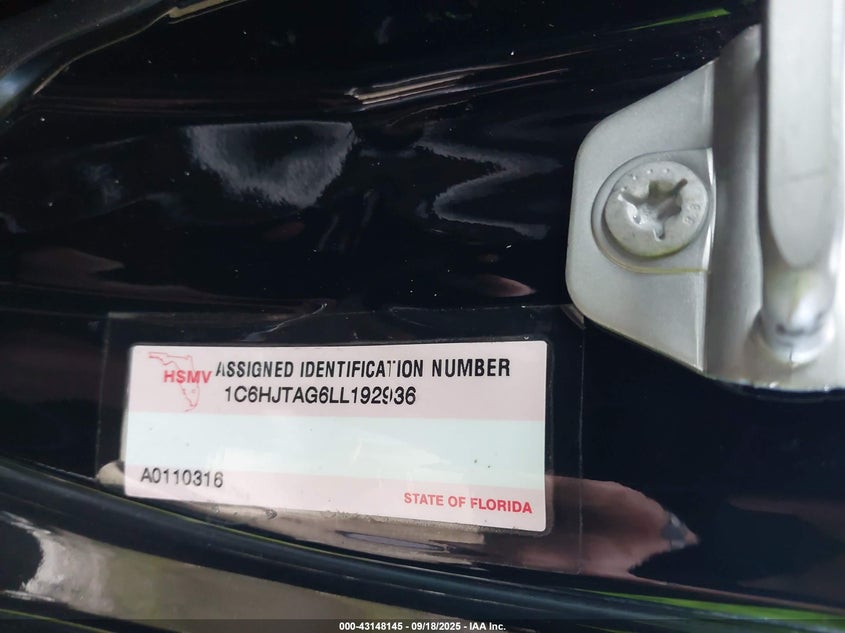 HSMV
ASSIGNED IDENTIFICATION NUMBER
1C6HJTAG6LL192936
A0110316
STATE OF FLORIDA
000-43148145 - 09/18/2025 - IAA Inc.